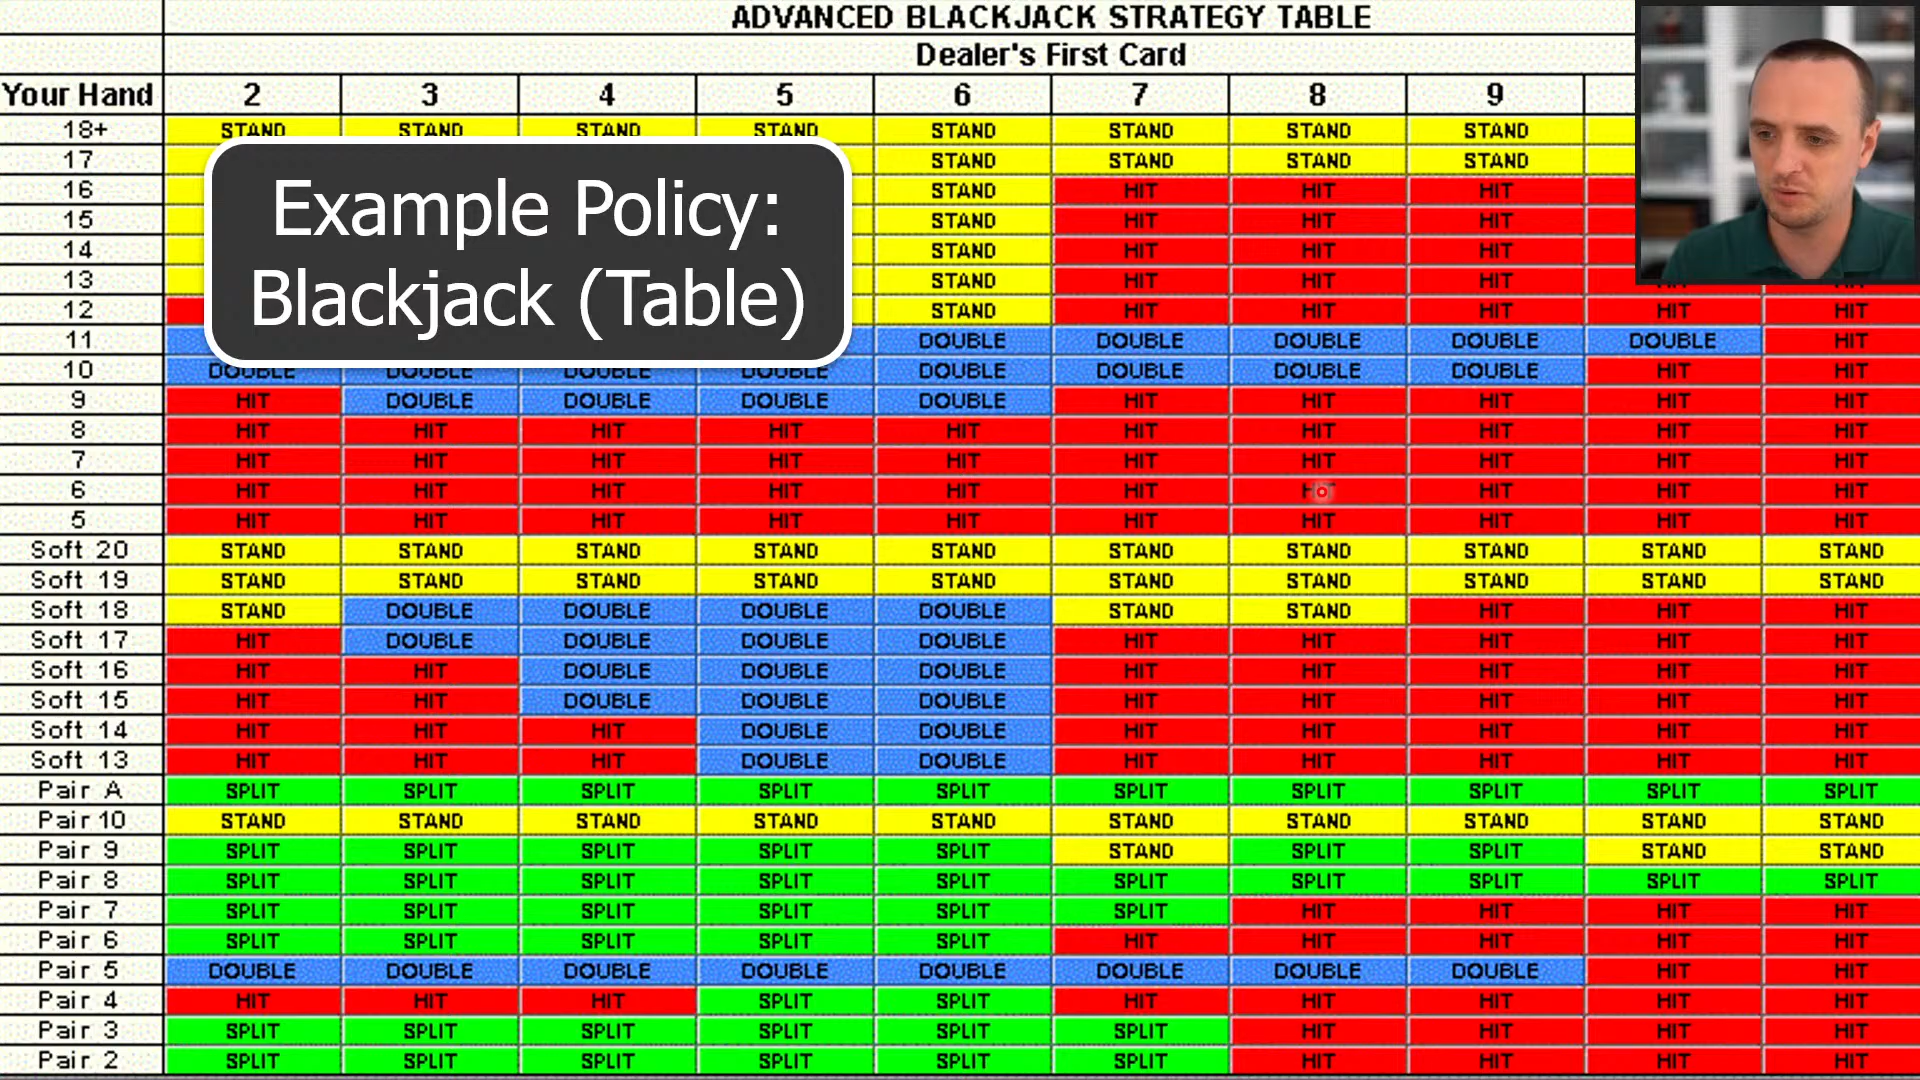 ADVANCED BLACKJACK STRATEGY TABLE
Dealer's First Card
Your Hand 2 3 4 5 6 7 8 9
18+ STAND STAND STAND STAND STAND STAND STAND STAND
17 STAND STAND STAND STAND
16 STAND HIT HIT HIT
15 STAND HIT HIT HIT
14 STAND HIT HIT HIT
13 STAND HIT HIT HIT
12 STAND HIT HIT HIT HIT HIT
Example Policy:
Blackjack (Table)
11 DOUBLE DOUBLE DOUBLE DOUBLE DOUBLE HIT
10 DOUBLE DOUBLE DOUBLE DOUBLE DOUBLE DOUBLE DOUBLE DOUBLE HIT HIT
9 HIT DOUBLE DOUBLE DOUBLE DOUBLE HIT HIT HIT HIT HIT
8 HIT HIT HIT HIT HIT HIT HIT HIT HIT HIT
7 HIT HIT HIT HIT HIT HIT HIT HIT HIT HIT
6 HIT HIT HIT HIT HIT HIT HIT HIT HIT HIT
5 HIT HIT HIT HIT HIT HIT HIT HIT HIT HIT
Soft 20 STAND STAND STAND STAND STAND STAND STAND STAND STAND STAND
Soft 19 STAND STAND STAND STAND STAND STAND STAND STAND STAND STAND
Soft 18 STAND DOUBLE DOUBLE DOUBLE DOUBLE STAND STAND HIT HIT HIT
Soft 17 HIT DOUBLE DOUBLE DOUBLE DOUBLE HIT HIT HIT HIT HIT
Soft 16 HIT HIT DOUBLE DOUBLE DOUBLE HIT HIT HIT HIT HIT
Soft 15 HIT HIT DOUBLE DOUBLE DOUBLE HIT HIT HIT HIT HIT
Soft 14 HIT HIT HIT DOUBLE DOUBLE HIT HIT HIT HIT HIT
Soft 13 HIT HIT HIT DOUBLE DOUBLE HIT HIT HIT HIT HIT
Pair A SPLIT SPLIT SPLIT SPLIT SPLIT SPLIT SPLIT SPLIT SPLIT SPLIT
Pair 10 STAND STAND STAND STAND STAND STAND STAND STAND STAND STAND
Pair 9 SPLIT SPLIT SPLIT SPLIT SPLIT STAND SPLIT SPLIT STAND STAND
Pair 8 SPLIT SPLIT SPLIT SPLIT SPLIT SPLIT SPLIT SPLIT SPLIT SPLIT
Pair 7 SPLIT SPLIT SPLIT SPLIT SPLIT SPLIT HIT HIT HIT HIT
Pair 6 SPLIT SPLIT SPLIT SPLIT SPLIT HIT HIT HIT HIT HIT
Pair 5 DOUBLE DOUBLE DOUBLE DOUBLE DOUBLE DOUBLE DOUBLE DOUBLE HIT HIT
Pair 4 HIT HIT HIT SPLIT SPLIT HIT HIT HIT HIT HIT
Pair 3 SPLIT SPLIT SPLIT SPLIT SPLIT SPLIT HIT HIT HIT HIT
Pair 2 SPLIT SPLIT SPLIT SPLIT SPLIT SPLIT HIT HIT HIT HIT